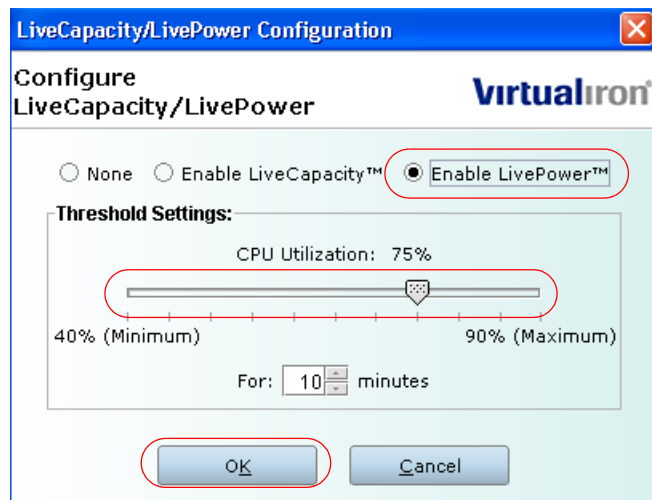 LiveCapacity/LivePower Configuration
Configure
LiveCapacity/LivePower
VirtualIron®
None Enable LiveCapacity™ Enable LivePower™
Threshold Settings:
CPU Utilization: 75%
40% (Minimum) 90% (Maximum)
For: 10 minutes
OK Cancel